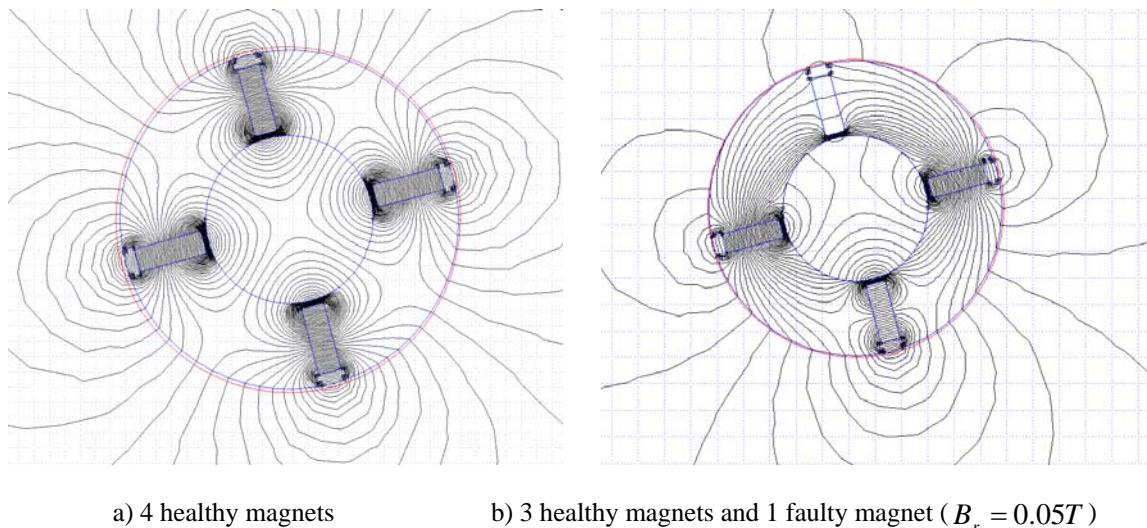 a) 4 healthy magnets
b) 3 healthy magnets and 1 faulty magnet ( B_r = 0.05T )